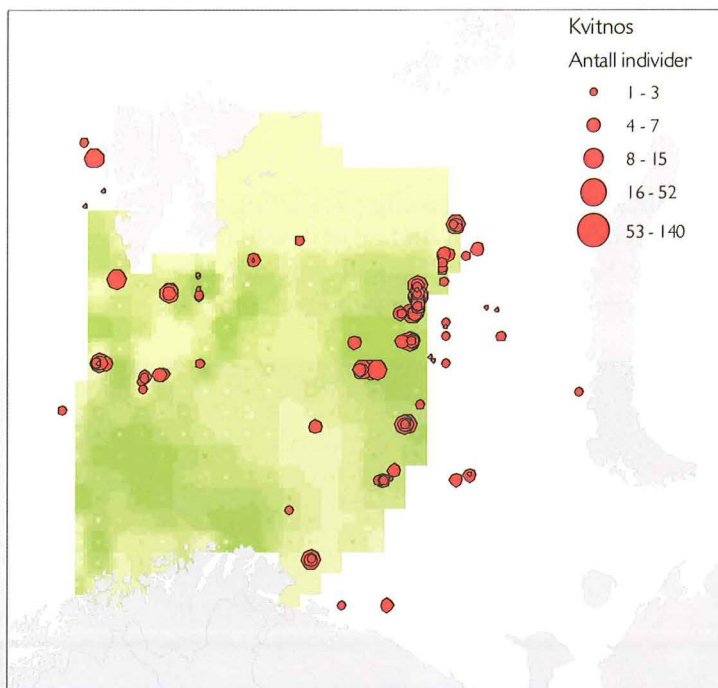 Kvitnos
Antall individer
1 - 3
4 - 7
8 - 15
16 - 52
53 - 140